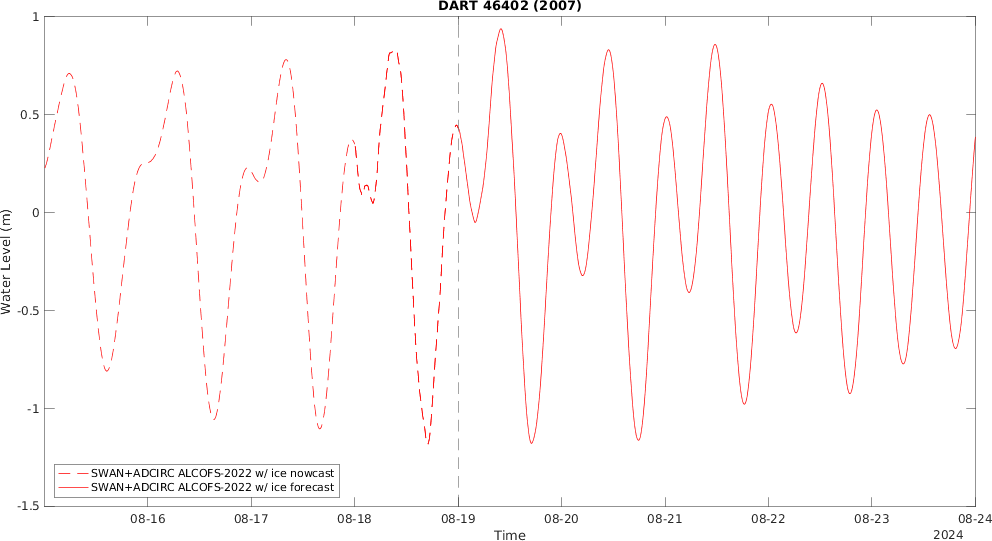 DART 46402 (2007)
1
0.5
0
-0.5
-1
-1.5
Water Level (m)
SWAN+ADCIRC ALCOFS-2022 w/ ice nowcast
SWAN+ADCIRC ALCOFS-2022 w/ ice forecast
08-16 08-17 08-18 08-19 08-20 08-21 08-22 08-23 08-24
Time
2024